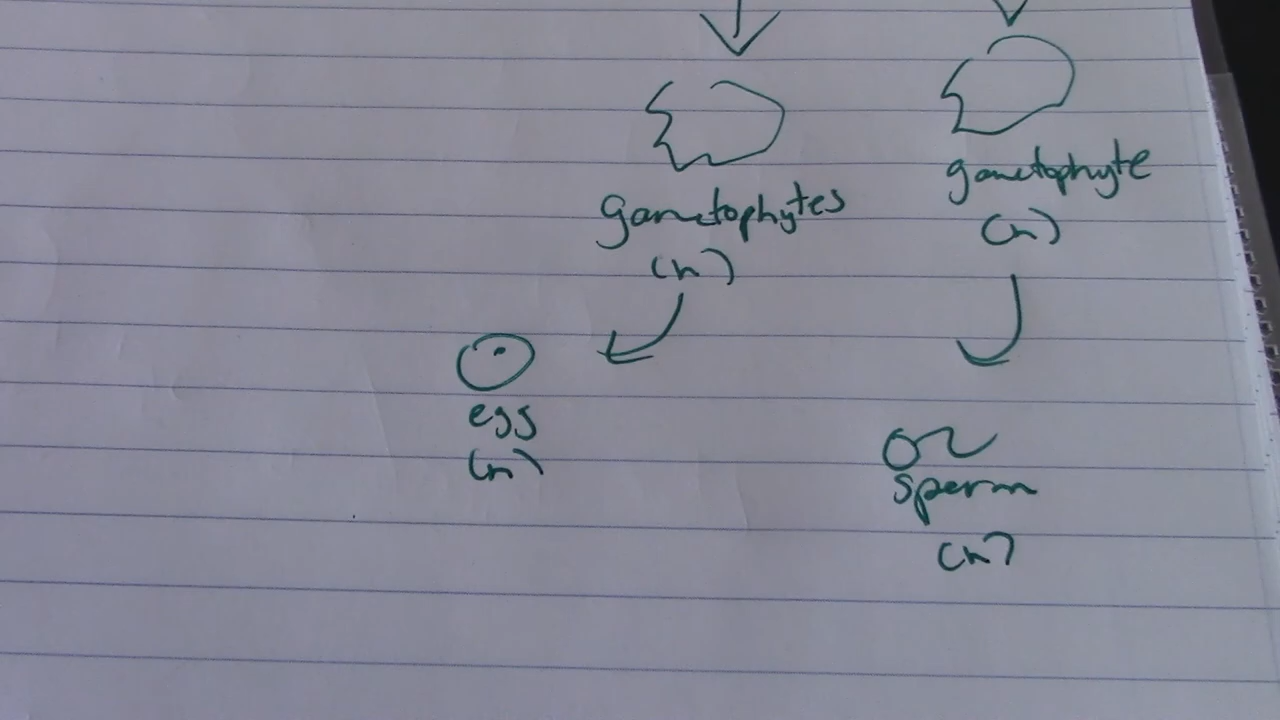 gametophytes
(n)
gametophyte
(n)
egg
(n)
sperm
(n)